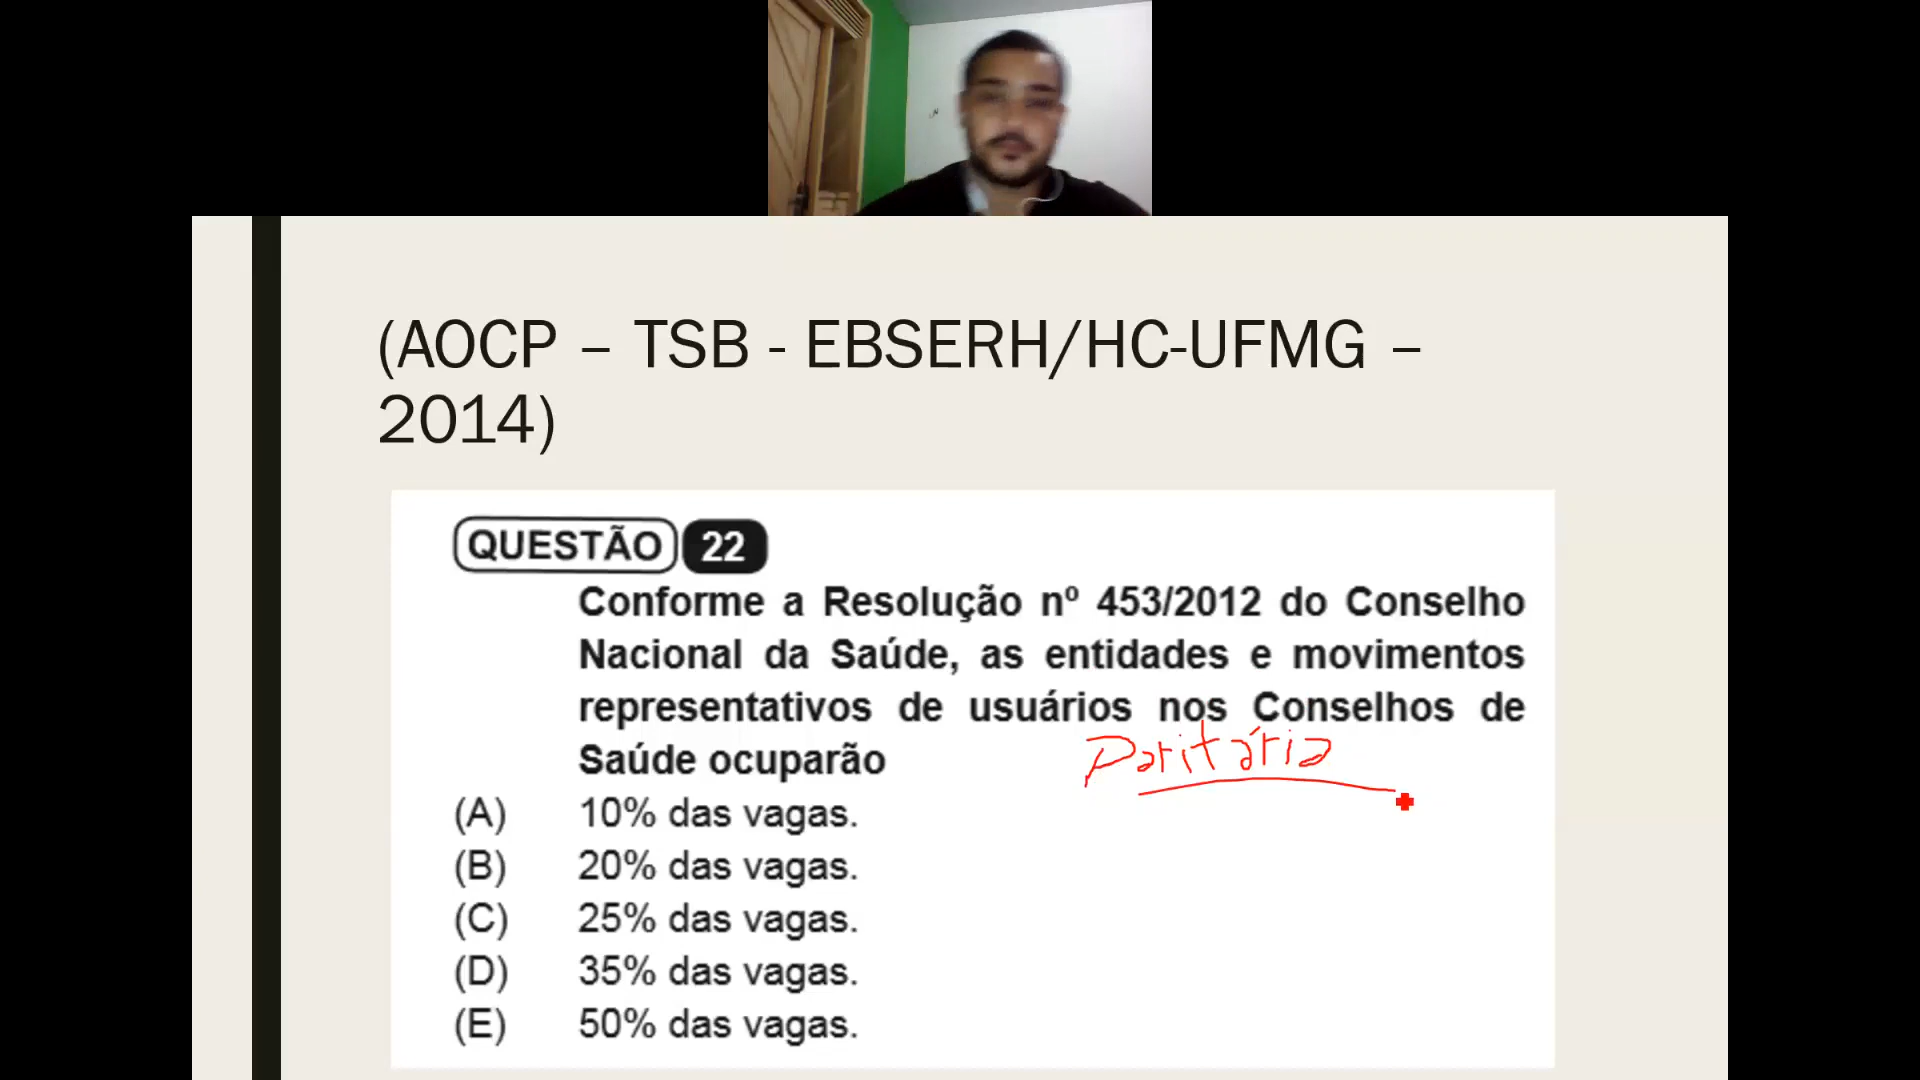 (AOCP – TSB - EBSERH/HC-UFMG –
2014)
QUESTÃO 22
Conforme a Resolução nº 453/2012 do Conselho
Nacional da Saúde, as entidades e movimentos
representativos de usuários nos Conselhos de
Saúde ocuparão
Paritária
(A) 10% das vagas.
(B) 20% das vagas.
(C) 25% das vagas.
(D) 35% das vagas.
(E) 50% das vagas.